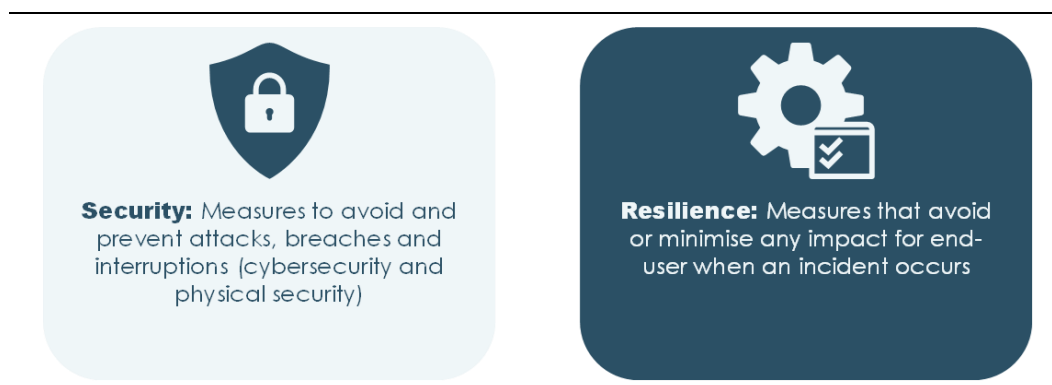 Security: Measures to avoid and
prevent attacks, breaches and
interruptions (cybersecurity and
physical security)
Resilience: Measures that avoid
or minimise any impact for end-
user when an incident occurs